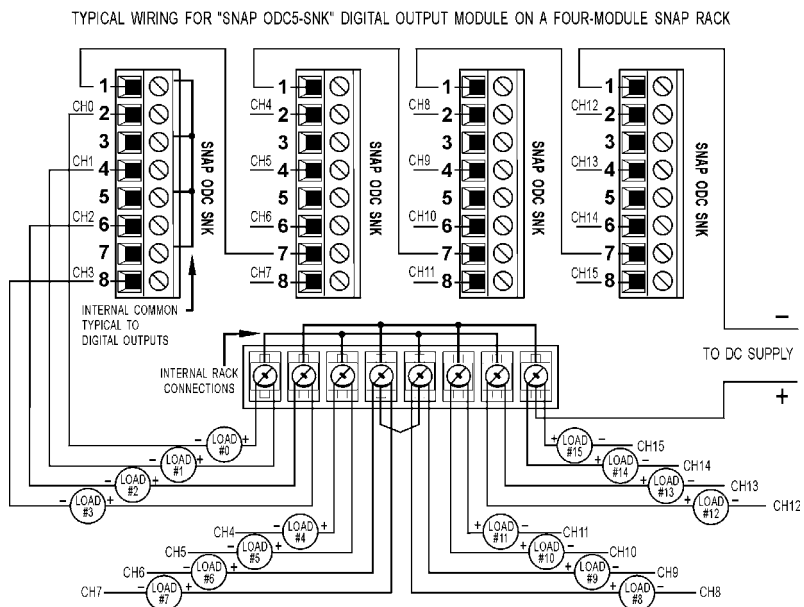 TYPICAL WIRING FOR "SNAP ODC5-SNK" DIGITAL OUTPUT MODULE ON A FOUR-MODULE SNAP RACK
1
CH0
2
3
CH1
4
5
CH2
6
7
CH3
8
SNAP ODC SNK
1
CH4
2
3
CH5
4
5
CH6
6
7
CH7
8
SNAP ODC SNK
1
CH8
2
3
CH9
4
5
CH10
6
7
CH11
8
SNAP ODC SNK
1
CH12
2
3
CH13
4
5
CH14
6
7
CH15
8
SNAP ODC SNK
INTERNAL COMMON
TYPICAL TO
DIGITAL OUTPUTS
INTERNAL RACK
CONNECTIONS
−
TO DC SUPPLY
+
− LOAD #0 +
− LOAD #1 +
− LOAD #2 +
− LOAD #3 +
CH4 − LOAD #4 +
CH5 − LOAD #5 +
CH6 − LOAD #6 +
CH7 − LOAD #7 +
+ LOAD #15 − CH15
+ LOAD #14 − CH14
+ LOAD #13 − CH13
+ LOAD #12 − CH12
+ LOAD #11 − CH11
+ LOAD #10 − CH10
+ LOAD #9 − CH9
+ LOAD #8 − CH8